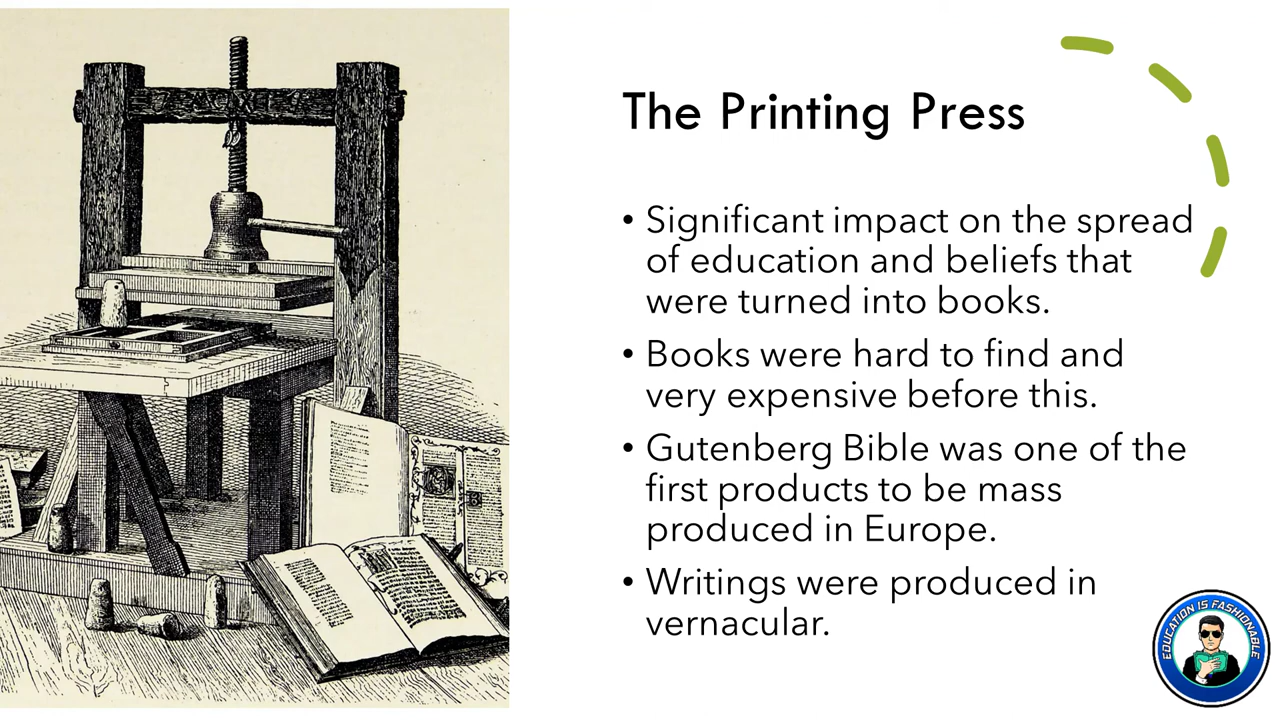 The Printing Press
• Significant impact on the spread
of education and beliefs that
were turned into books.
• Books were hard to find and
very expensive before this.
• Gutenberg Bible was one of the
first products to be mass
produced in Europe.
• Writings were produced in
vernacular.
EDUCATION IS FASHIONABLE